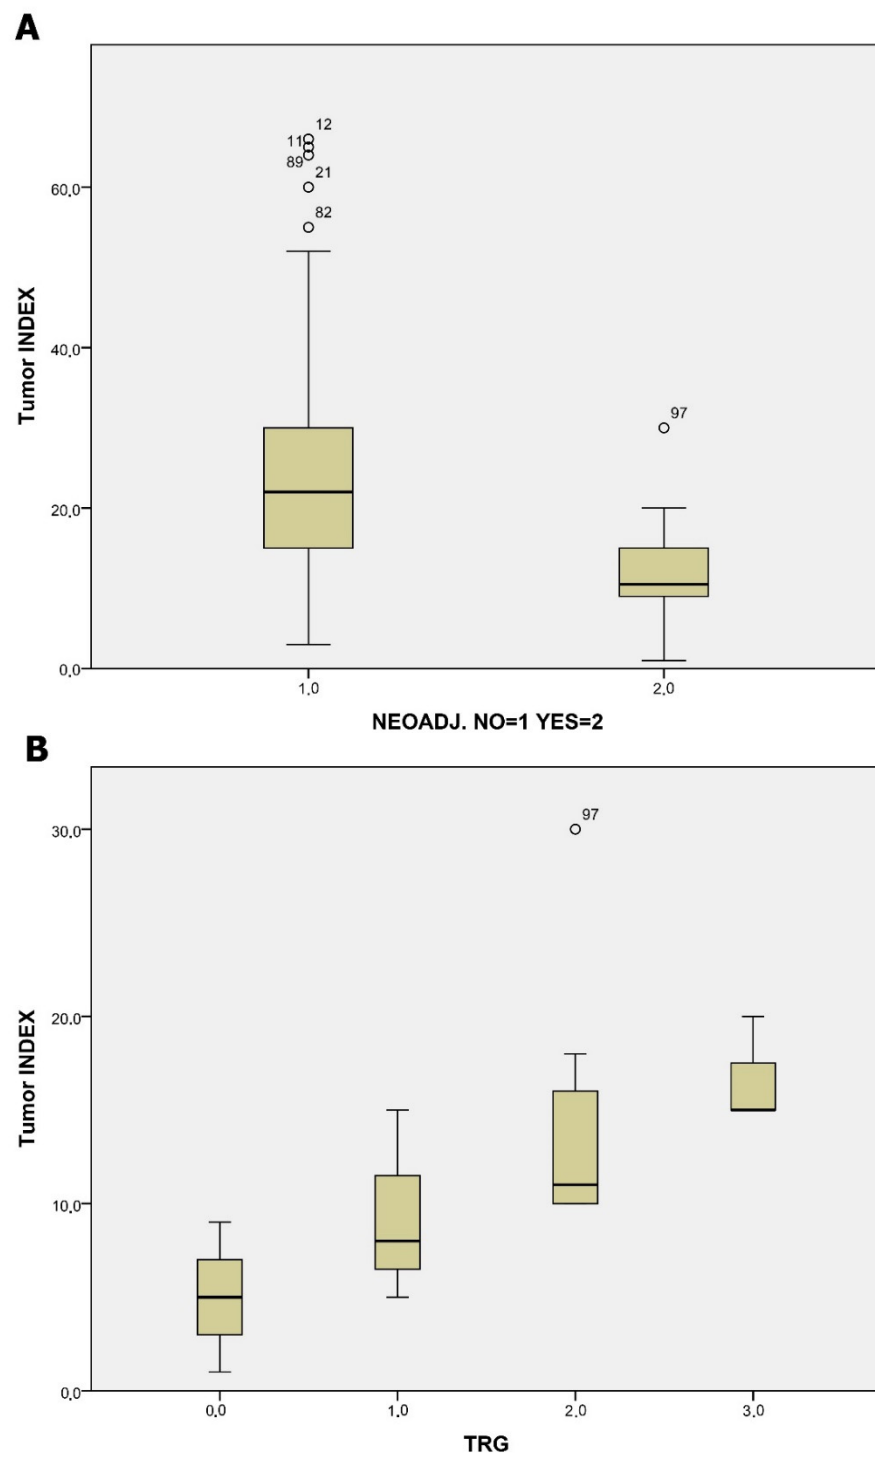 A
12
11
89
21
60,0
82
Tumor INDEX
40,0
97
20,0
0,0
1,0 2,0
NEOADJ. NO=1 YES=2
B
97
30,0
20,0
Tumor INDEX
10,0
0,0
0,0 1,0 2,0 3,0
TRG